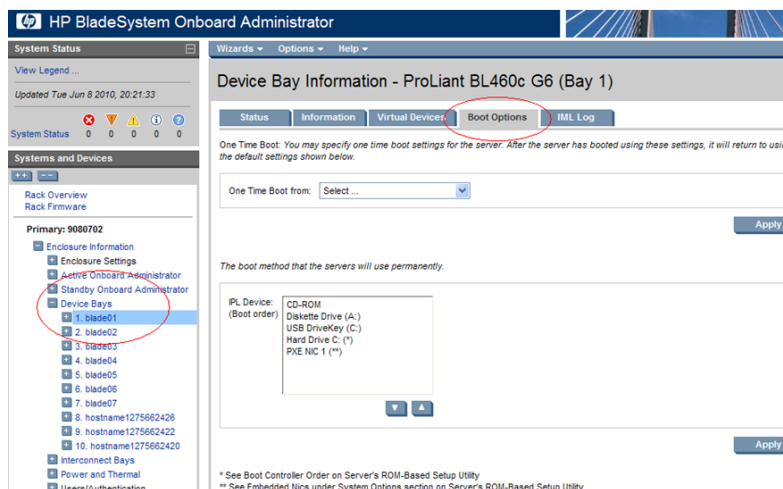 HP BladeSystem Onboard Administrator
System Status
View Legend ...
Updated Tue Jun 8 2010, 20:21:33
System Status 0 0 0 0 0
Systems and Devices
Rack Overview
Rack Firmware
Primary: 9080702
Enclosure Information
Enclosure Settings
Active Onboard Administrator
Standby Onboard Administrator
Device Bays
1. blade01
2. blade02
3. blade03
4. blade04
5. blade05
6. blade06
7. blade07
8. hostname1275662426
9. hostname1275662422
10. hostname1275662420
Interconnect Bays
Power and Thermal
Users/Authentication
Wizards Options Help
Device Bay Information - ProLiant BL460c G6 (Bay 1)
Status Information Virtual Devices Boot Options IML Log
One Time Boot: You may specify one time boot settings for the server. After the server has booted using these settings, it will return to usi
the default settings shown below.
One Time Boot from: Select ...
Apply
The boot method that the servers will use permanently.
IPL Device:
(Boot order)
CD-ROM
Diskette Drive (A:)
USB DriveKey (C:)
Hard Drive C: (*)
PXE NIC 1 (**)
Apply
* See Boot Controller Order on Server's ROM-Based Setup Utility
** See Embedded Nics under System Options section on Server's ROM-Based Setup Utility